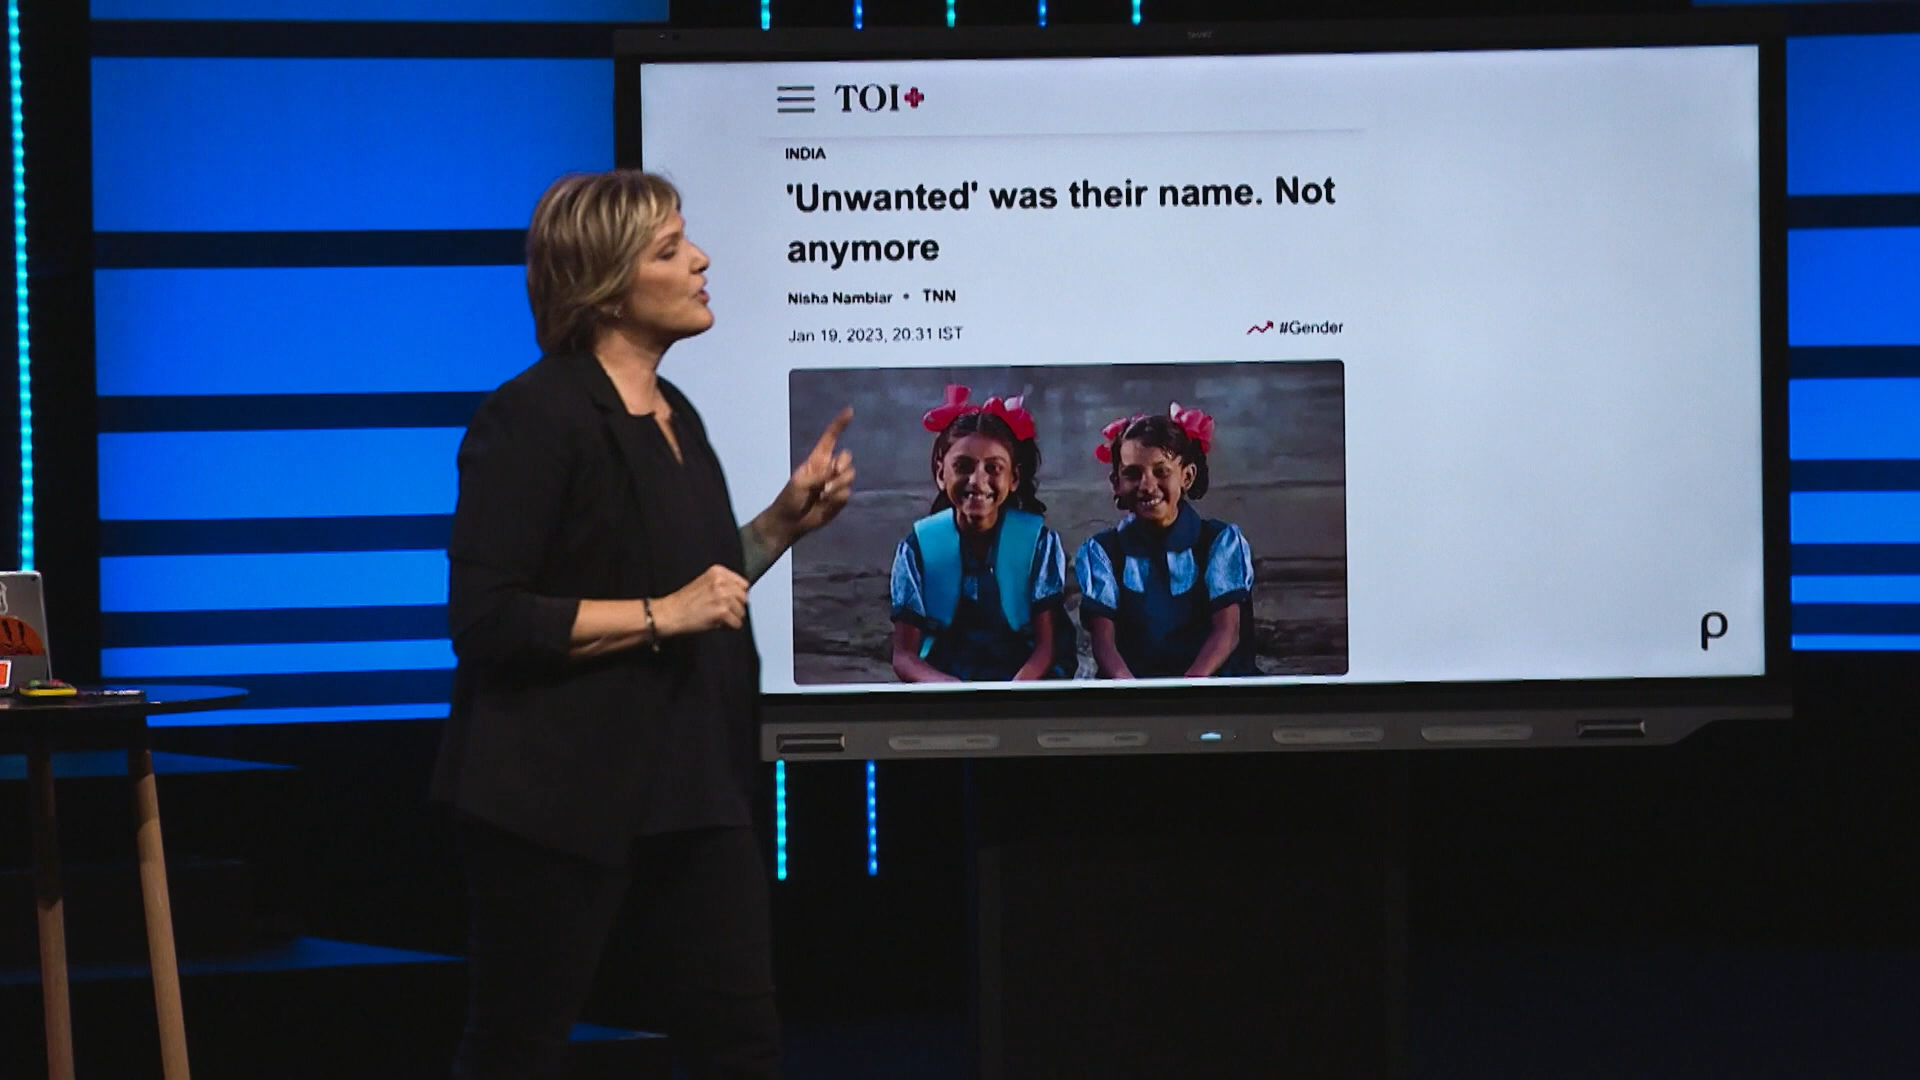 TOI+
INDIA
'Unwanted' was their name. Not
anymore
Nisha Nambiar • TNN
Jan 19, 2023, 20.31 IST
#Gender
ρ